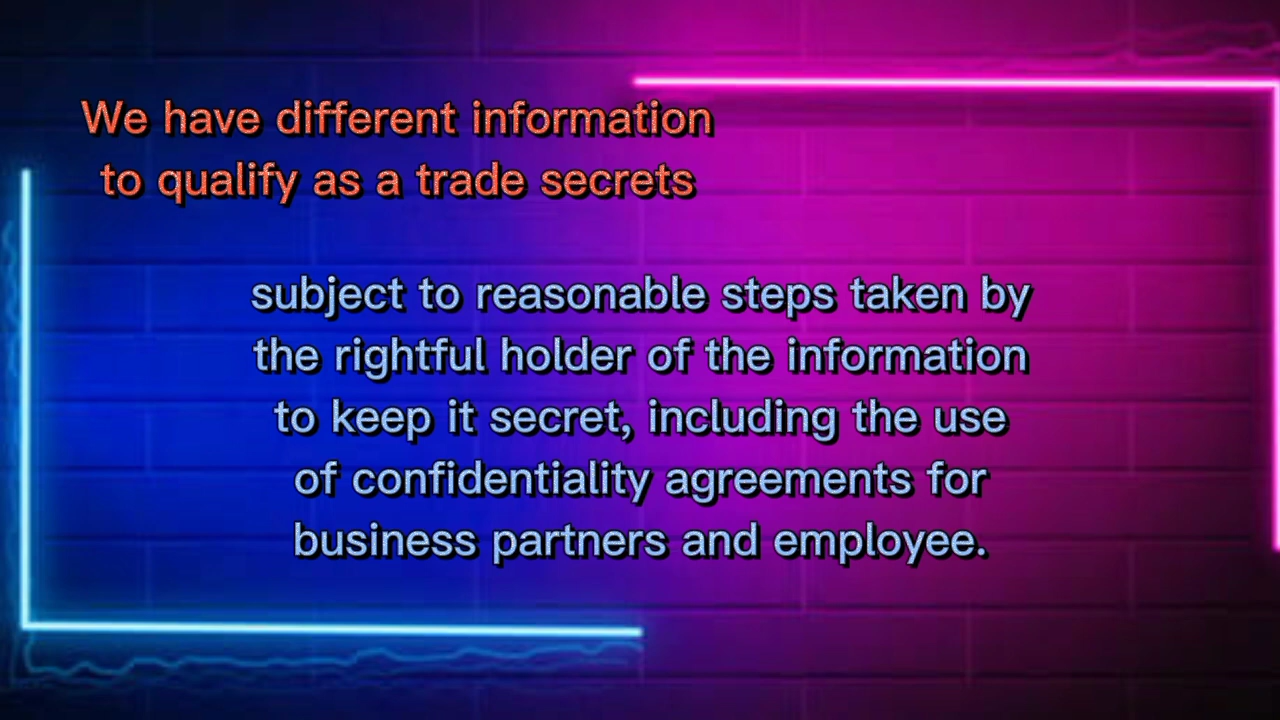 We have different information
to qualify as a trade secrets
subject to reasonable steps taken by
the rightful holder of the information
to keep it secret, including the use
of confidentiality agreements for
business partners and employee.